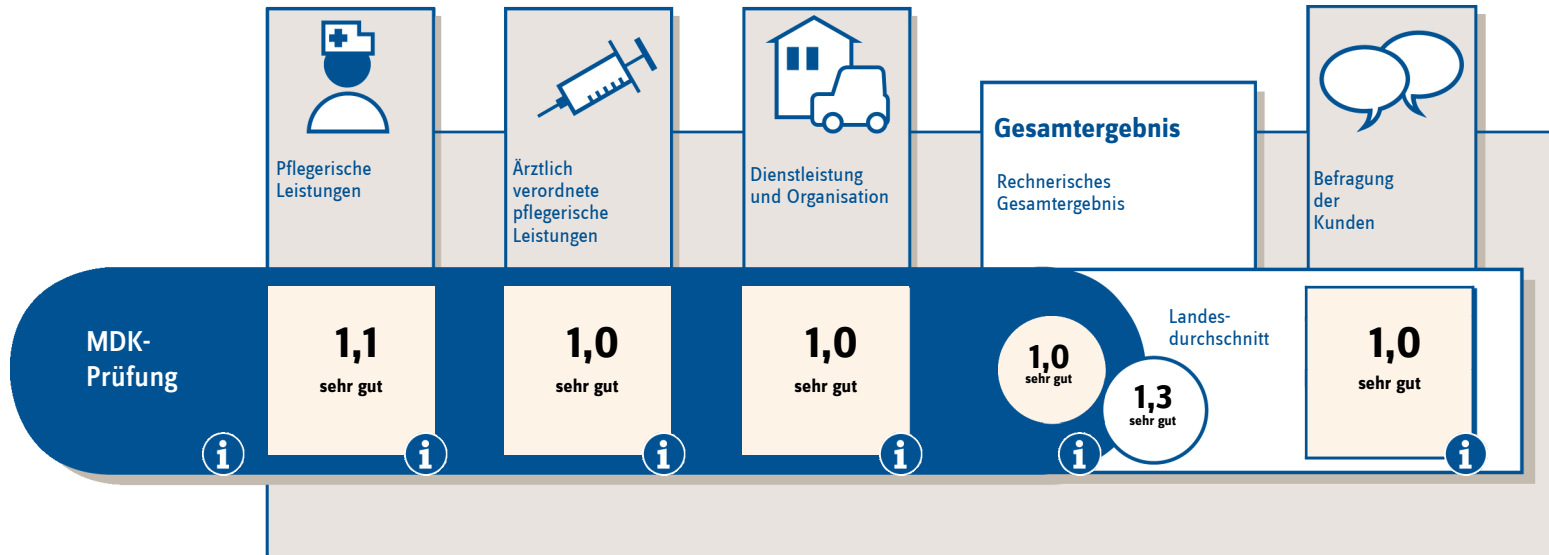 Pflegerische
Leistungen
Ärztlich
verordnete
pflegerische
Leistungen
Dienstleistung
und Organisation
Gesamtergebnis
Rechnerisches
Gesamtergebnis
Befragung
der
Kunden
MDK-
Prüfung
1,1
sehr gut
1,0
sehr gut
1,0
sehr gut
1,0
sehr gut
Landes-
durchschnitt
1,3
sehr gut
1,0
sehr gut
i
i
i
i
i
i